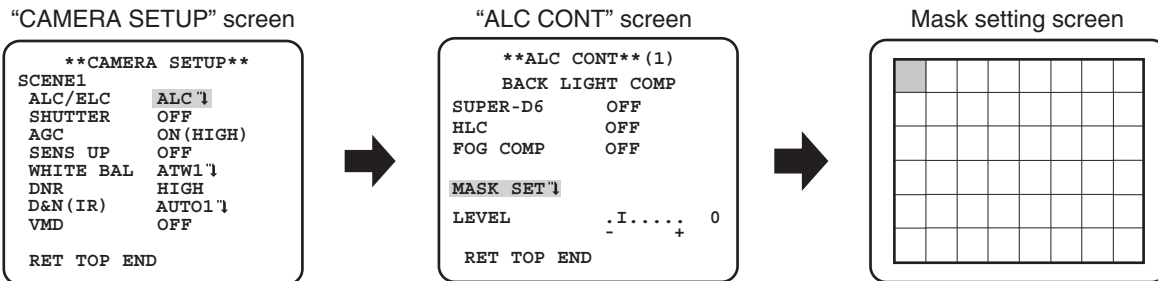 “CAMERA SETUP” screen
**CAMERA SETUP**
SCENE1
ALC/ELC ALC
SHUTTER OFF
AGC ON(HIGH)
SENS UP OFF
WHITE BAL ATW1
DNR HIGH
D&N(IR) AUTO1
VMD OFF
RET TOP END
“ALC CONT” screen
**ALC CONT**(1)
BACK LIGHT COMP
SUPER-D6 OFF
HLC OFF
FOG COMP OFF
MASK SET
LEVEL .I..... 0
- +
RET TOP END
Mask setting screen